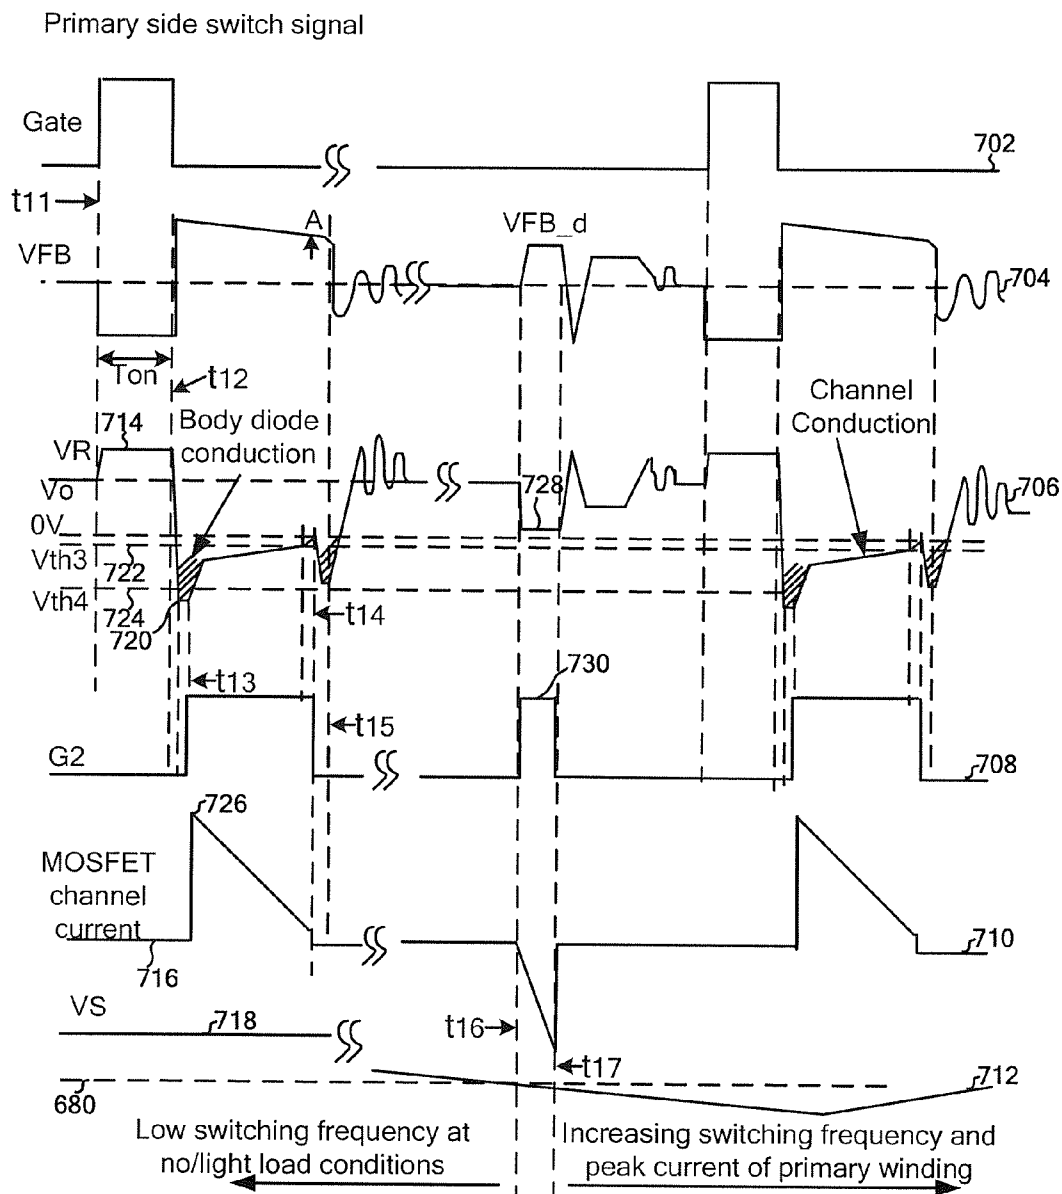 Primary side switch signal
Gate
702
t11
A
VFB_d
VFB
704
Ton
t12
714
Body diode
conduction
Channel
Conduction
VR
Vo
728
706
0V
Vth3
722
Vth4
724
720
t14
t13
730
t15
G2
708
726
MOSFET
channel
current
716
710
VS
718
t16
t17
680
712
Low switching frequency at
no/light load conditions
Increasing switching frequency and
peak current of primary winding